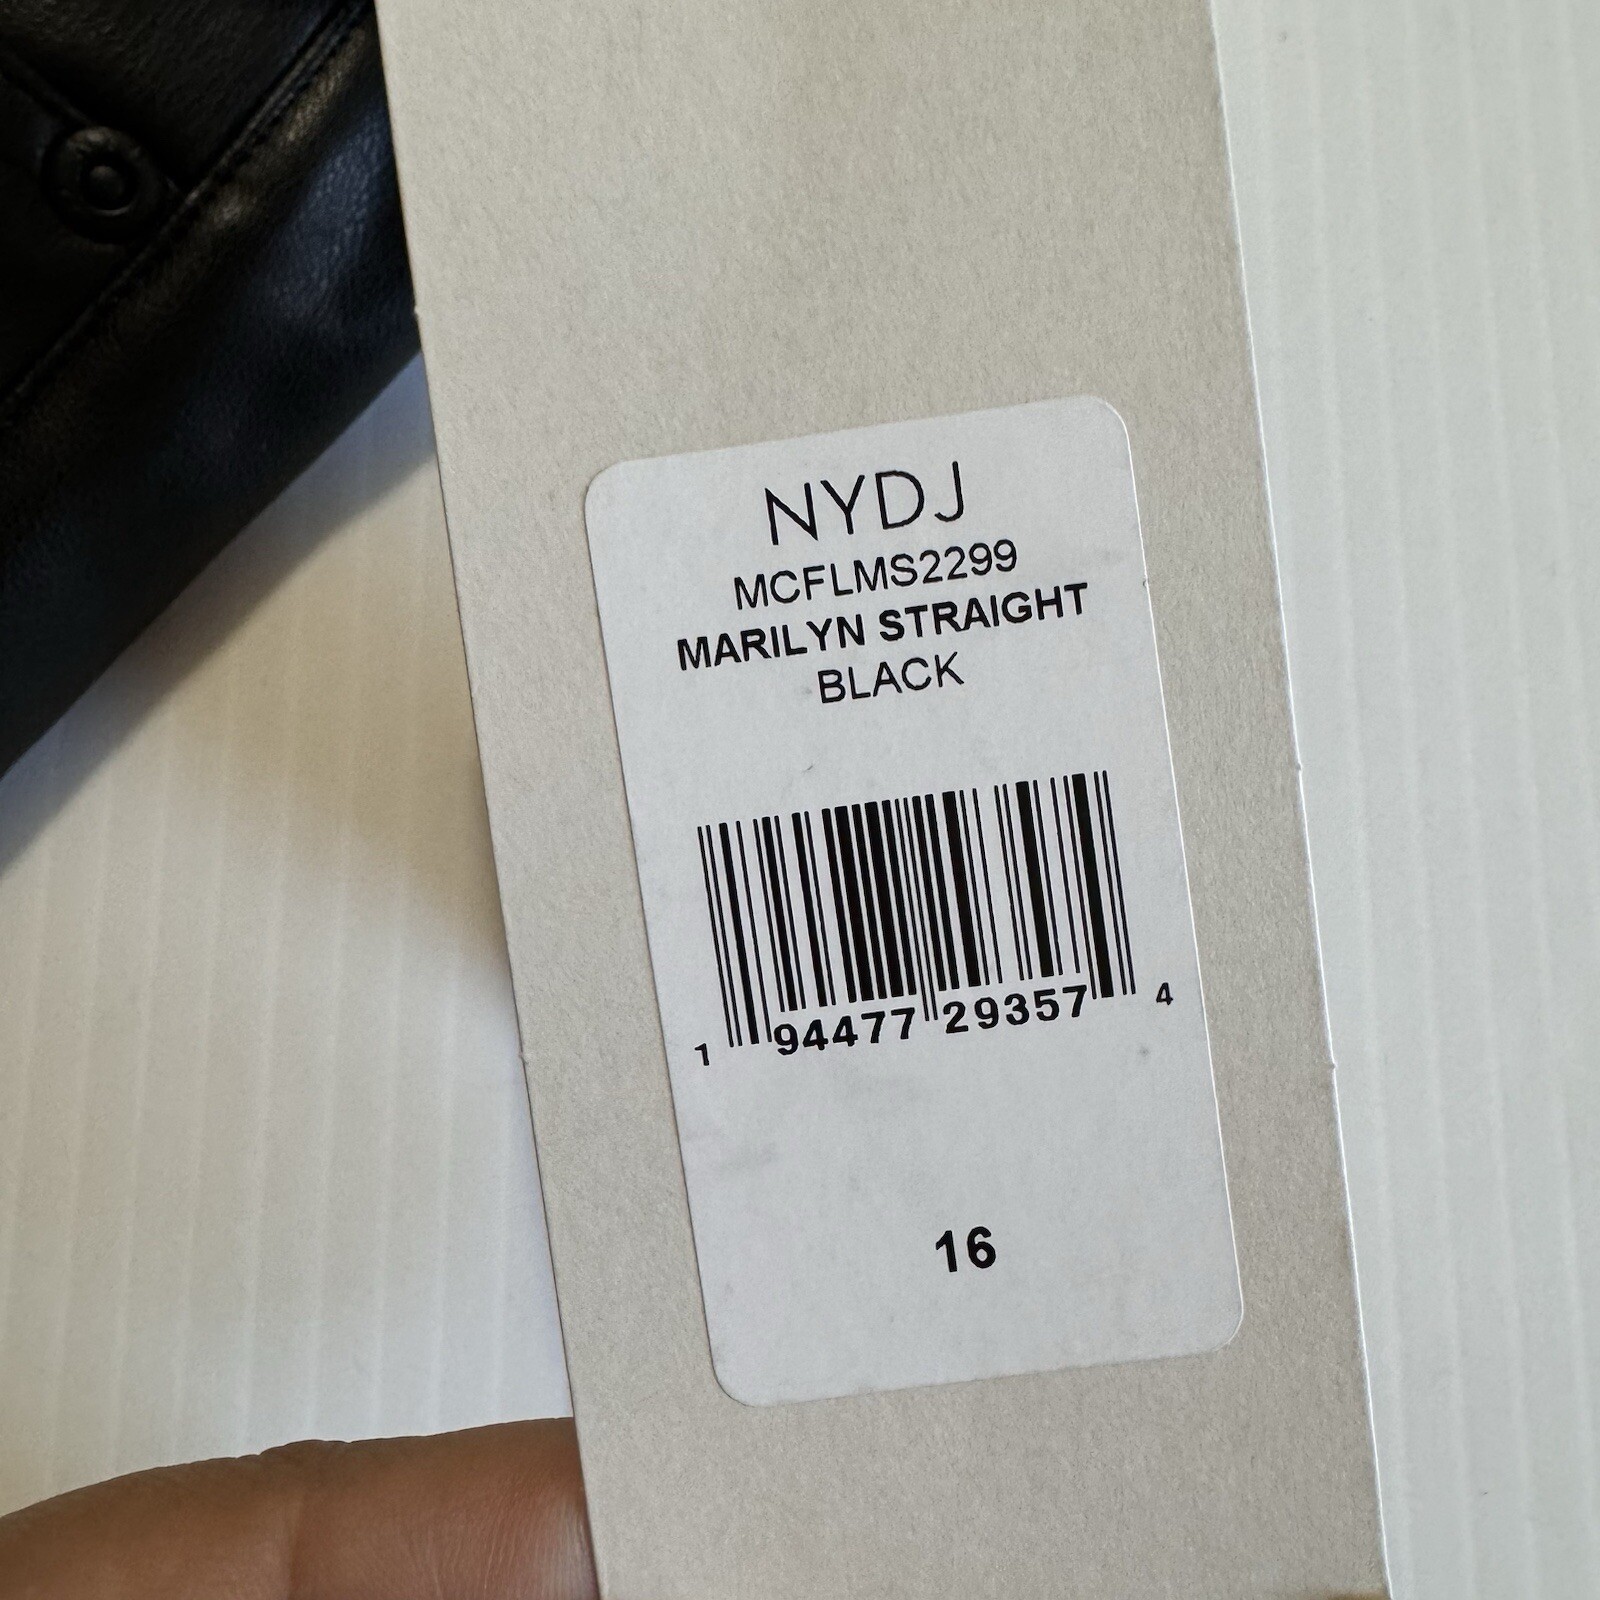 NYDJ
MCFLMS2299
MARILYN STRAIGHT
BLACK
1 94477 29357 4
16